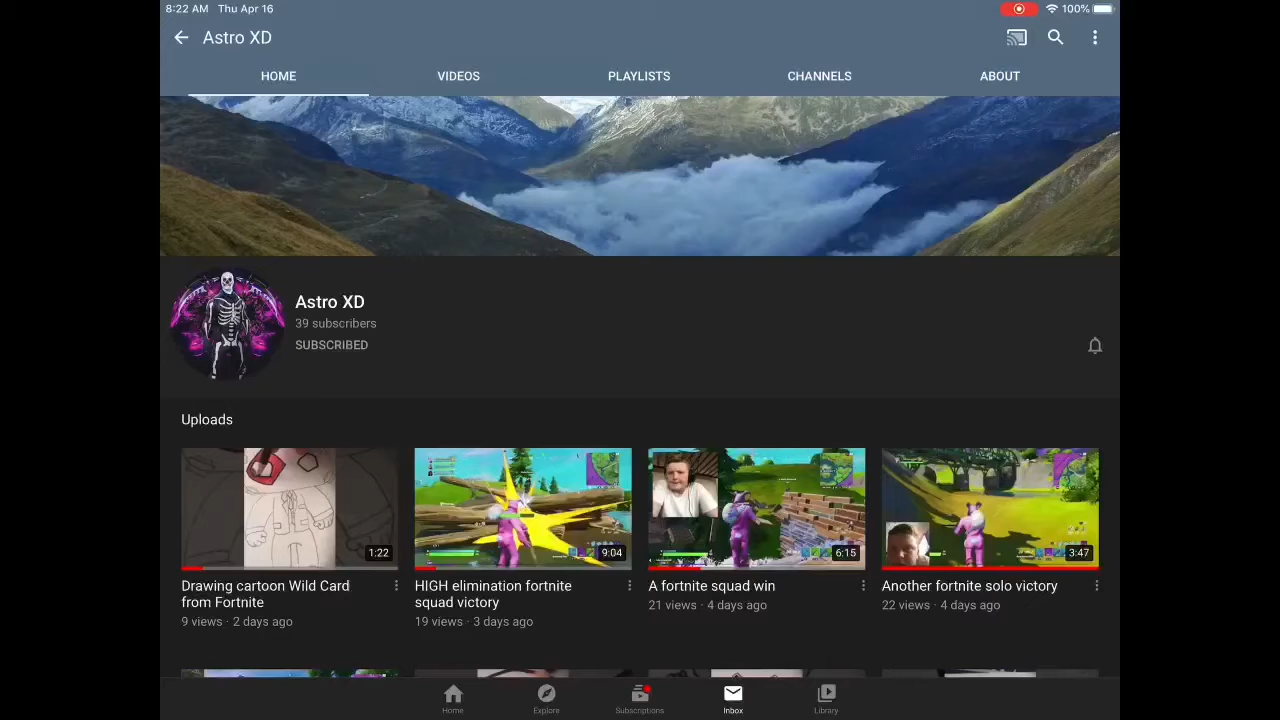 8:22 AM Thu Apr 16
100%
Astro XD
HOME VIDEOS PLAYLISTS CHANNELS ABOUT
Astro XD
39 subscribers
SUBSCRIBED
Uploads
1:22 9:04 6:15 3:47
Drawing cartoon Wild Card
from Fortnite
9 views · 2 days ago
HIGH elimination fortnite
squad victory
19 views · 3 days ago
A fortnite squad win
21 views · 4 days ago
Another fortnite solo victory
22 views · 4 days ago
Home Explore Subscriptions Inbox Library